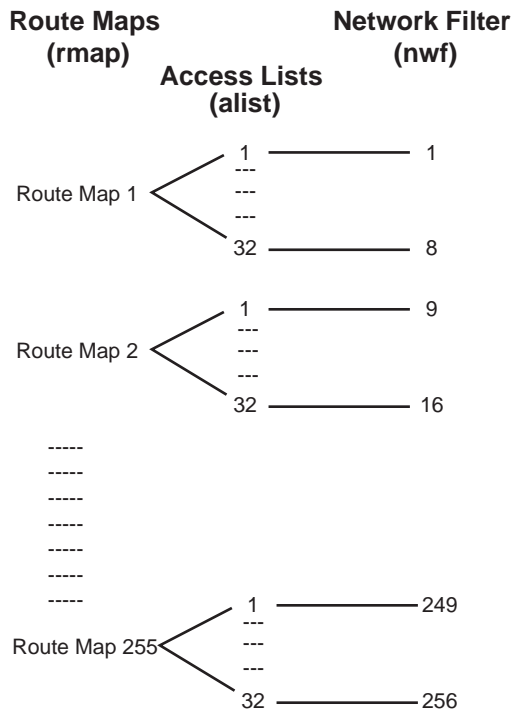 Route Maps
(rmap)
Network Filter
(nwf)
Access Lists
(alist)
1 1
---
Route Map 1 ---
---
32 8
1 9
---
Route Map 2 ---
---
32 16
-----
-----
-----
-----
-----
-----
-----
1 249
---
Route Map 255 ---
---
32 256